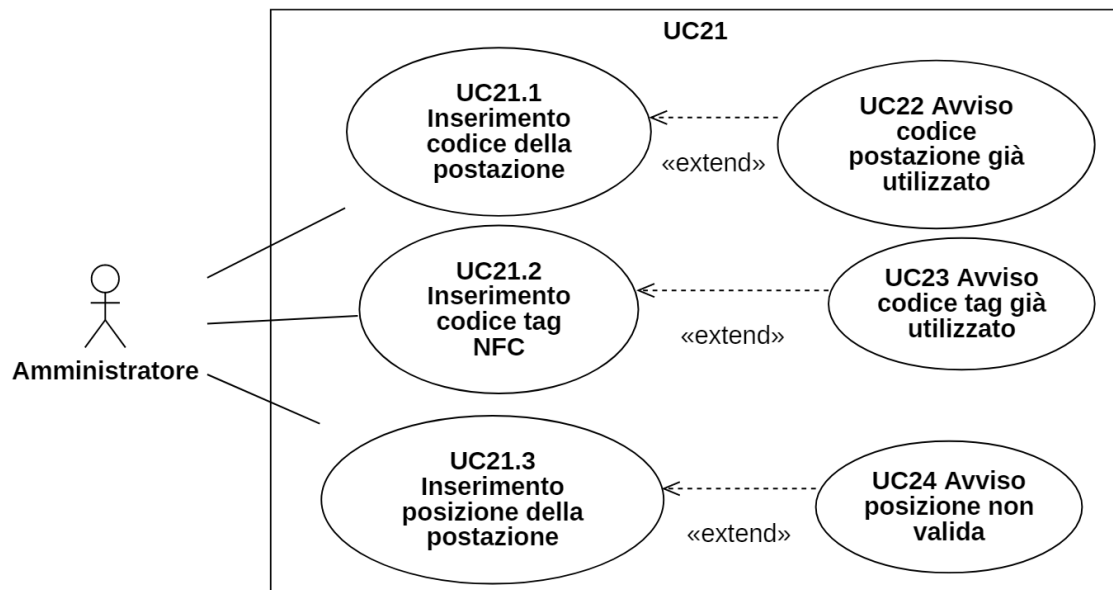 UC21
UC21.1
Inserimento
codice della
postazione
«extend»
UC22 Avviso
codice
postazione già
utilizzato
UC21.2
Inserimento
codice tag
NFC
«extend»
UC23 Avviso
codice tag già
utilizzato
Amministratore
UC21.3
Inserimento
posizione della
postazione
«extend»
UC24 Avviso
posizione non
valida